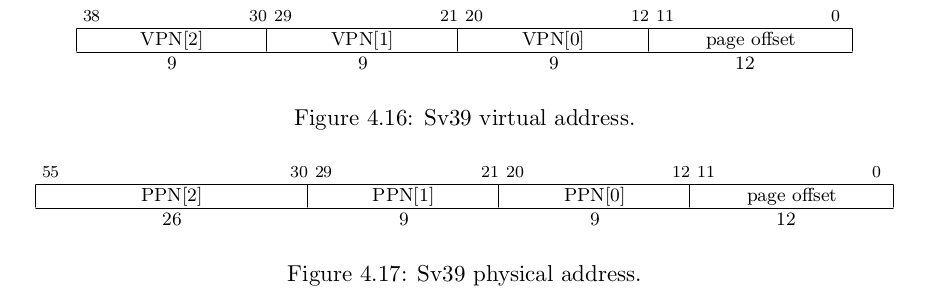 38 30 29 21 20 12 11 0
VPN[2] VPN[1] VPN[0] page offset
9 9 9 12
Figure 4.16: Sv39 virtual address.
55 30 29 21 20 12 11 0
PPN[2] PPN[1] PPN[0] page offset
26 9 9 12
Figure 4.17: Sv39 physical address.